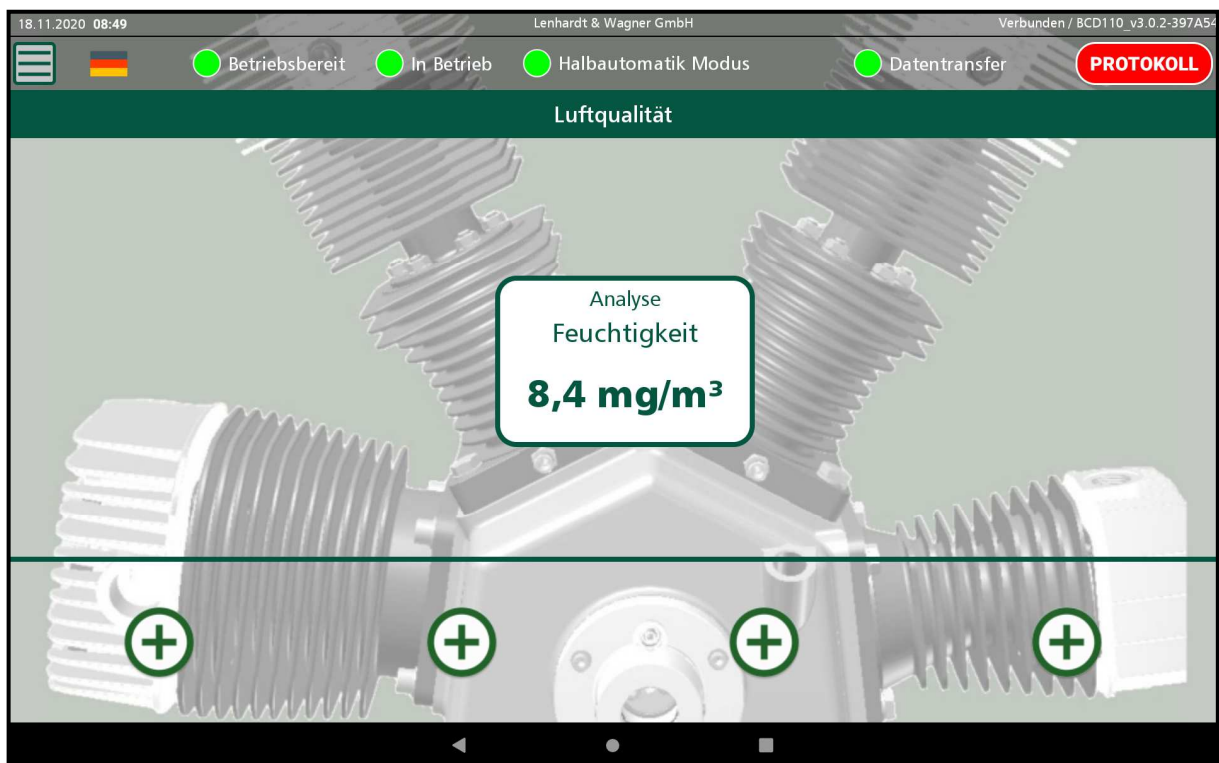 18.11.2020 08:49 Lenhardt & Wagner GmbH Verbunden / BCD110_v3.0.2-397A54
Betriebsbereit In Betrieb Halbautomatik Modus Datentransfer PROTOKOLL
Luftqualität
Analyse
Feuchtigkeit
8,4 mg/m³